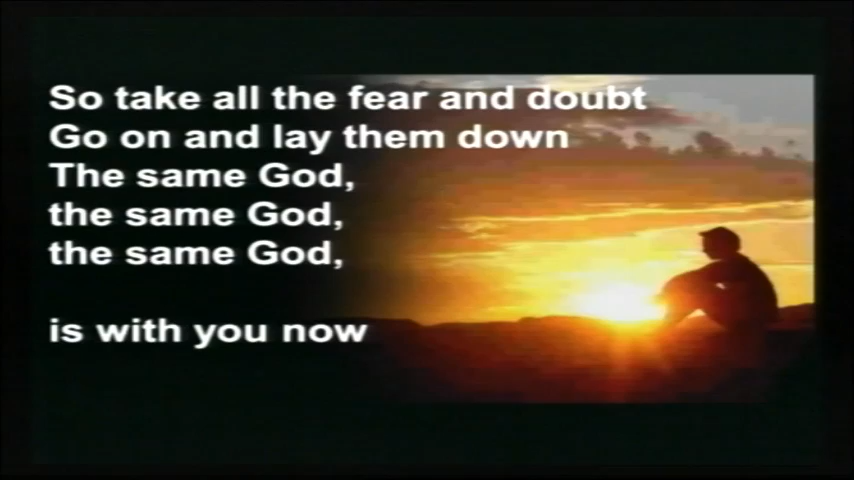 So take all the fear and doubt
Go on and lay them down
The same God,
the same God,
the same God,
is with you now